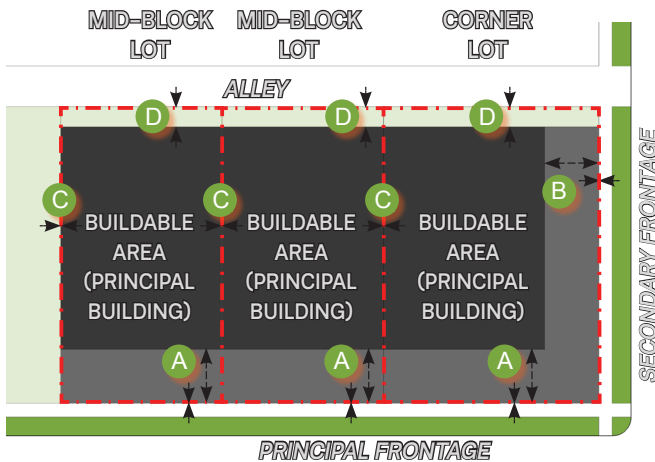 MID–BLOCK
LOT
MID–BLOCK
LOT
CORNER
LOT
ALLEY
D
D
D
B
C
C
C
BUILDABLE
AREA
(PRINCIPAL
BUILDING)
BUILDABLE
AREA
(PRINCIPAL
BUILDING)
BUILDABLE
AREA
(PRINCIPAL
BUILDING)
A
A
A
SECONDARY FRONTAGE
PRINCIPAL FRONTAGE